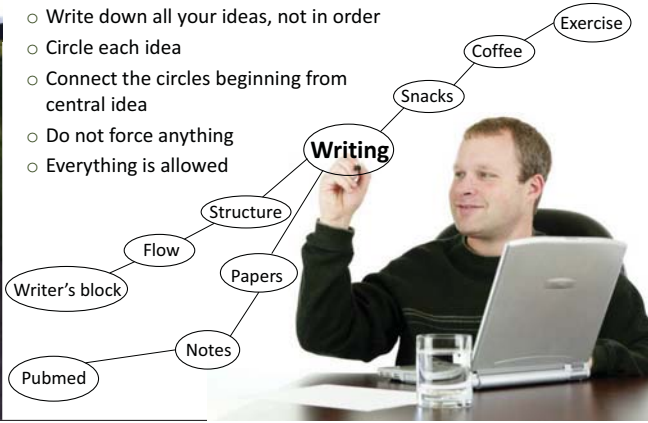 ○ Write down all your ideas, not in order
○ Circle each idea
○ Connect the circles beginning from
central idea
○ Do not force anything
○ Everything is allowed
Exercise
Coffee
Snacks
Writing
Structure
Flow
Writer’s block
Papers
Notes
Pubmed